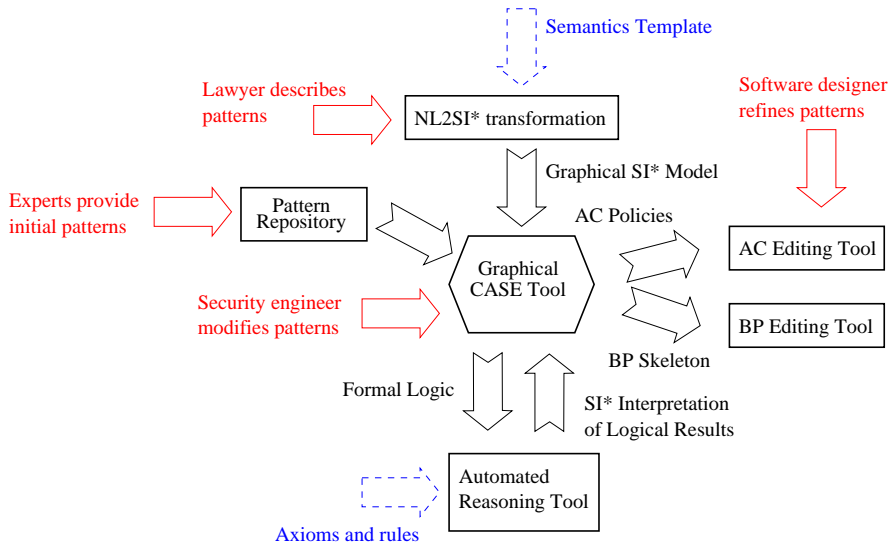 Semantics Template
Lawyer describes
patterns
NL2SI* transformation
Software designer
refines patterns
Graphical SI* Model
Experts provide
initial patterns
Pattern
Repository
AC Policies
AC Editing Tool
Graphical
CASE Tool
Security engineer
modifies patterns
BP Editing Tool
BP Skeleton
Formal Logic
SI* Interpretation
of Logical Results
Automated
Reasoning Tool
Axioms and rules